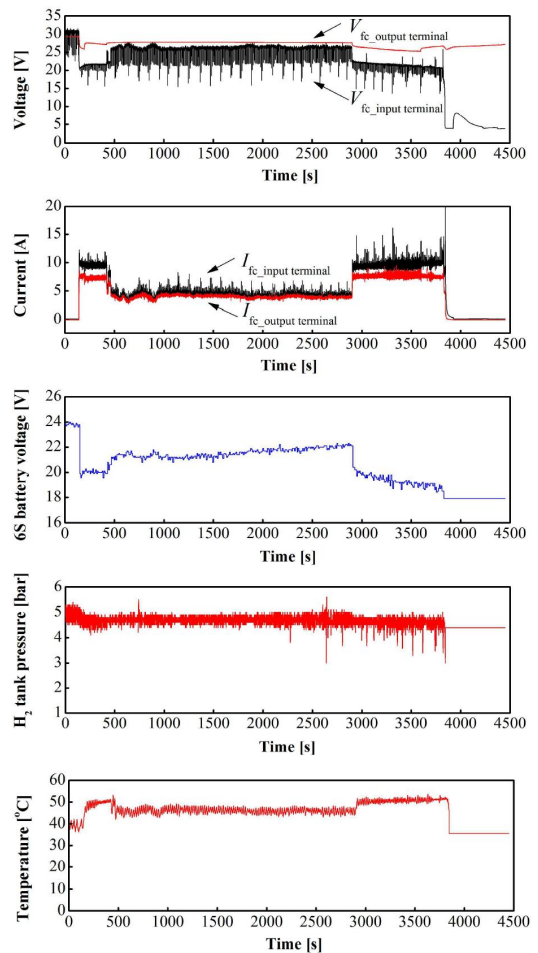 Voltage [V]
35
30
25
20
15
10
5
0
V fc_output terminal
V fc_input terminal
0 500 1000 1500 2000 2500 3000 3500 4000 4500
Time [s]
Current [A]
20
15
10
5
0
I fc_input terminal
I fc_output terminal
0 500 1000 1500 2000 2500 3000 3500 4000 4500
Time [s]
6S battery voltage [V]
26
24
22
20
18
16
0 500 1000 1500 2000 2500 3000 3500 4000 4500
Time [s]
H2 tank pressure [bar]
6
5
4
3
2
1
0 500 1000 1500 2000 2500 3000 3500 4000 4500
Time [s]
Temperature [°C]
60
50
40
30
20
10
0
0 500 1000 1500 2000 2500 3000 3500 4000 4500
Time [s]